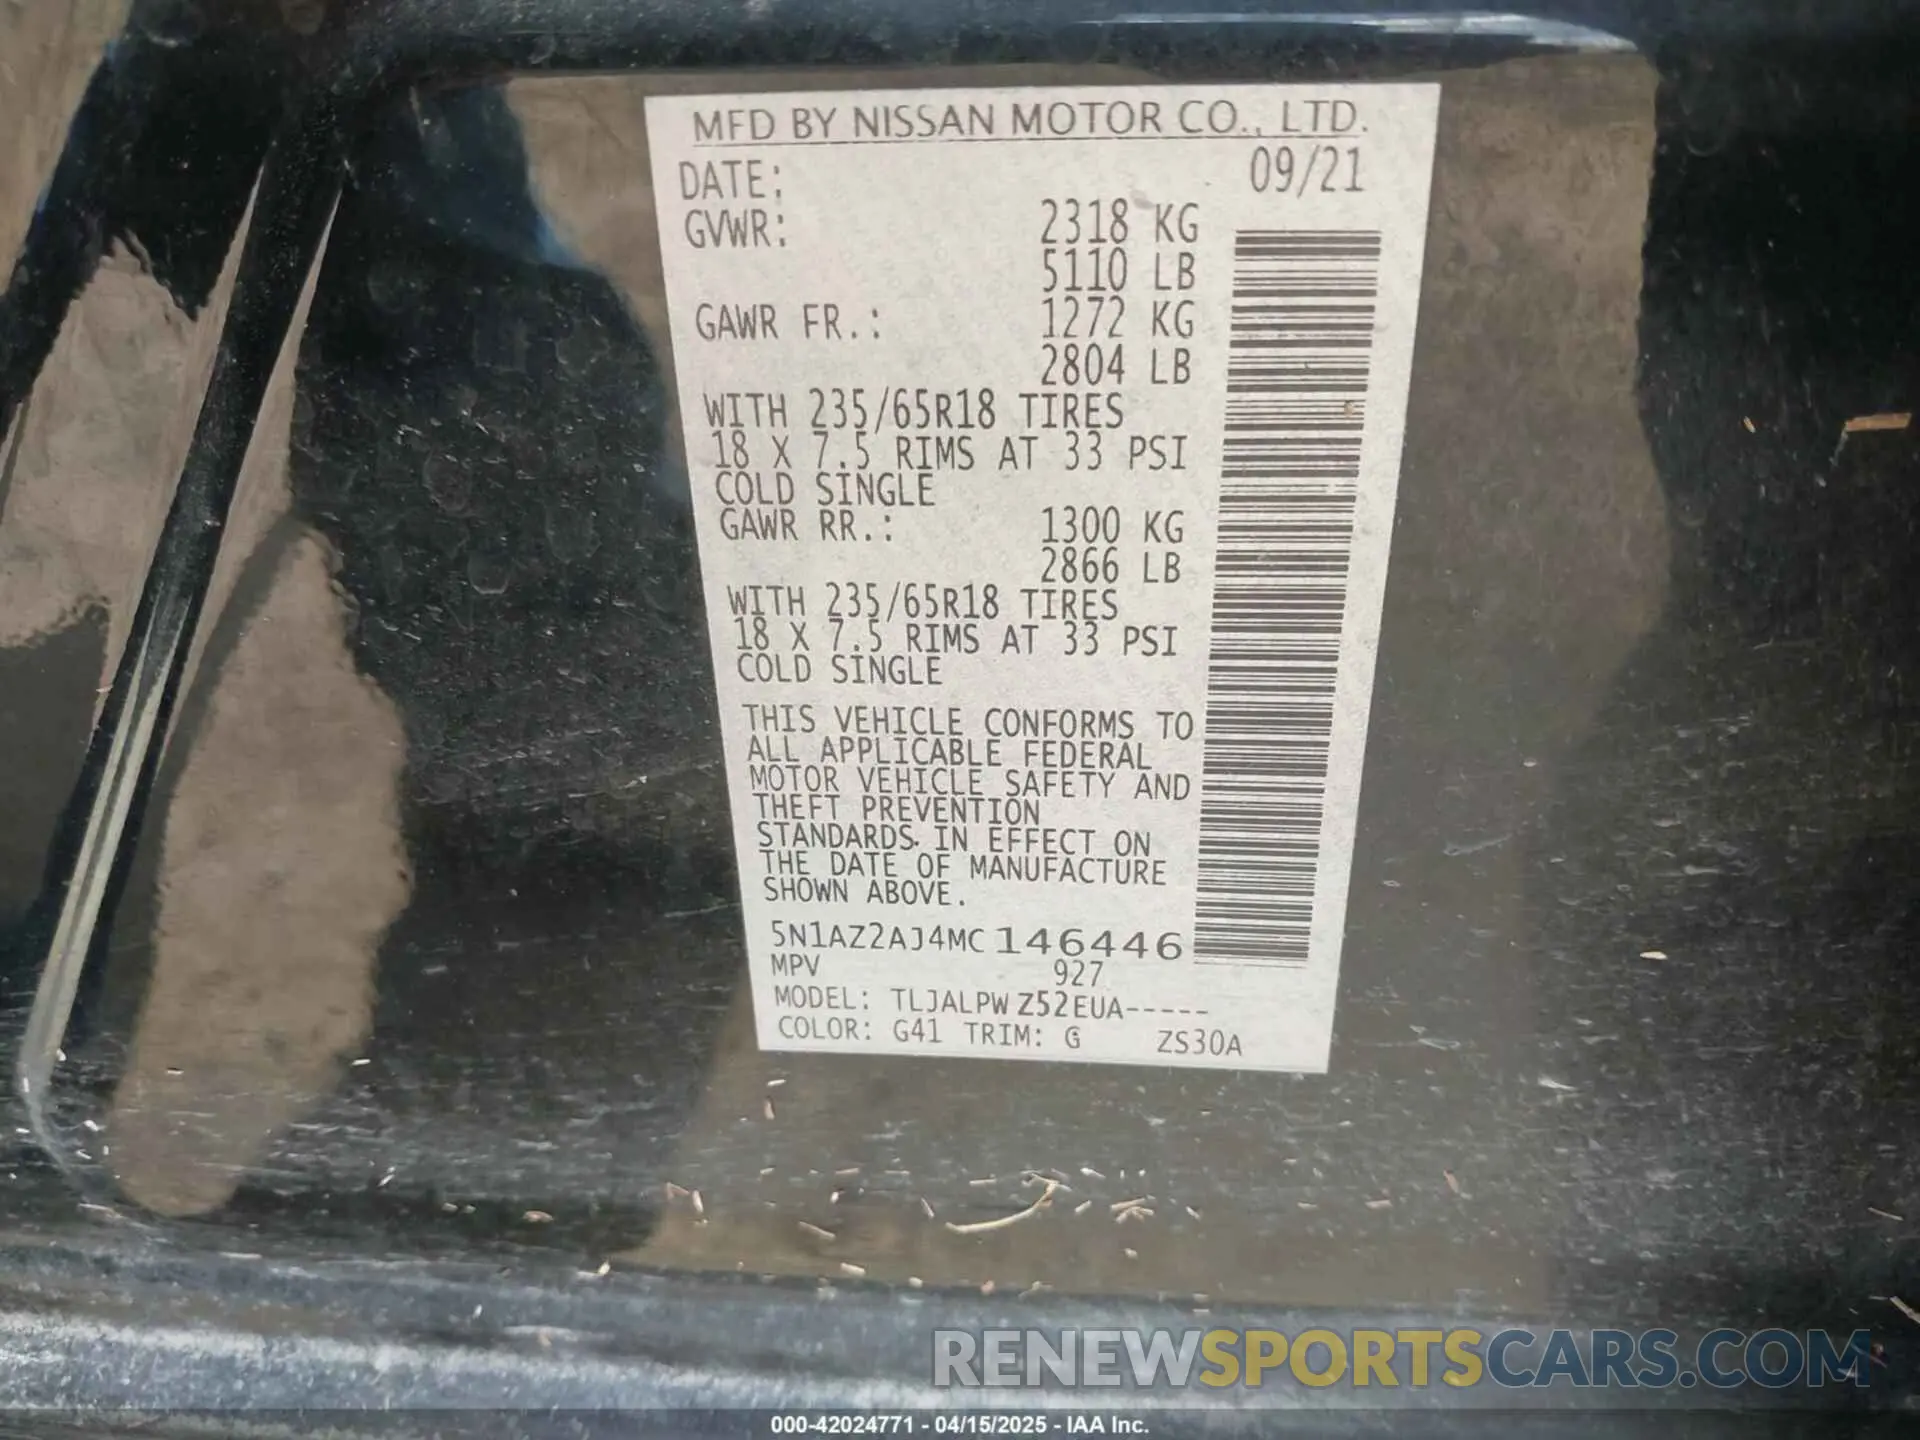 MFD BY NISSAN MOTOR CO., LTD.
DATE: 09/21
GVWR: 2318 KG
5110 LB
GAWR FR.: 1272 KG
2804 LB
WITH 235/65R18 TIRES
18 X 7.5 RIMS AT 33 PSI
COLD SINGLE
GAWR RR.: 1300 KG
2866 LB
WITH 235/65R18 TIRES
18 X 7.5 RIMS AT 33 PSI
COLD SINGLE
THIS VEHICLE CONFORMS TO
ALL APPLICABLE FEDERAL
MOTOR VEHICLE SAFETY AND
THEFT PREVENTION
STANDARDS IN EFFECT ON
THE DATE OF MANUFACTURE
SHOWN ABOVE.
5N1AZ2AJ4MC146446
MPV 927
MODEL: TLJALPWZ52EUA-----
COLOR: G41 TRIM: G ZS30A
RENEWSPORTSCARS.COM
000-42024771 - 04/15/2025 - IAA Inc.